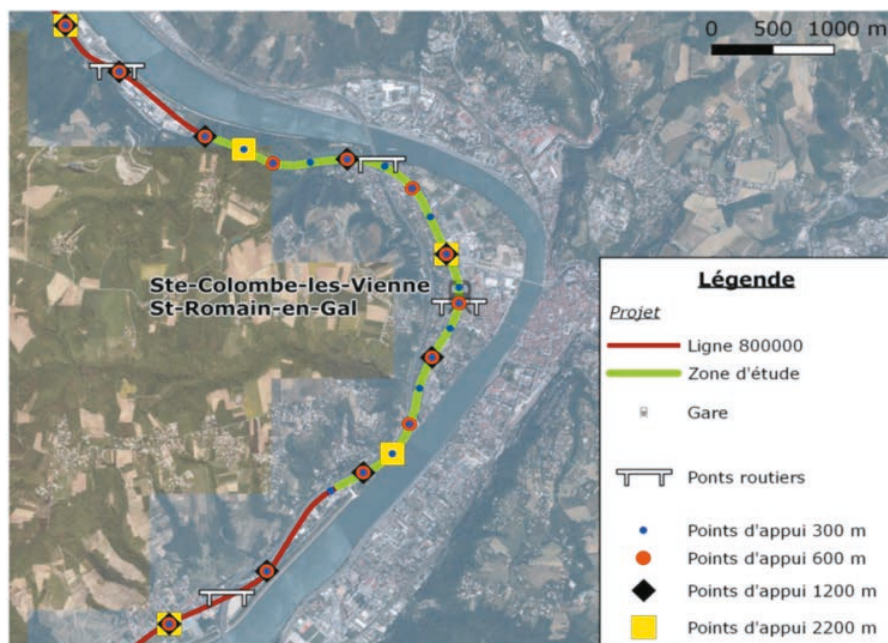 0 500 1000 m
Ste-Colombe-les-Vienne
St-Romain-en-Gal
Légende
Projet
Ligne 800000
Zone d'étude
Gare
Ponts routiers
Points d'appui 300 m
Points d'appui 600 m
Points d'appui 1200 m
Points d'appui 2200 m